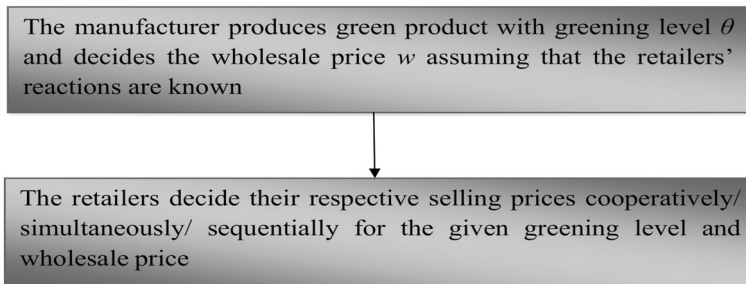 The manufacturer produces green product with greening level θ
and decides the wholesale price w assuming that the retailers’
reactions are known
The retailers decide their respective selling prices cooperatively/
simultaneously/ sequentially for the given greening level and
wholesale price